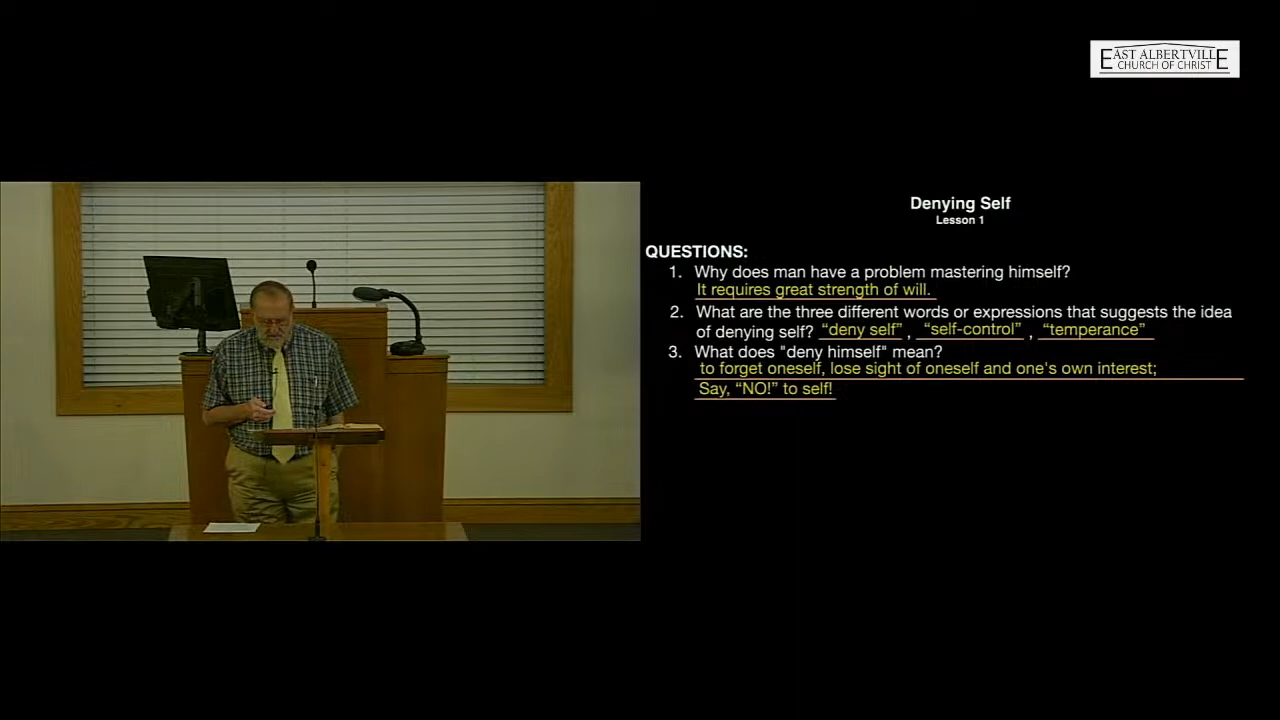 EAST ALBERTVILLE
CHURCH OF CHRIST
Denying Self
Lesson 1
QUESTIONS:
1. Why does man have a problem mastering himself?
It requires great strength of will.
2. What are the three different words or expressions that suggests the idea
of denying self? “deny self” , “self-control” , “temperance”
3. What does "deny himself" mean?
to forget oneself, lose sight of oneself and one's own interest;
Say, “NO!” to self!